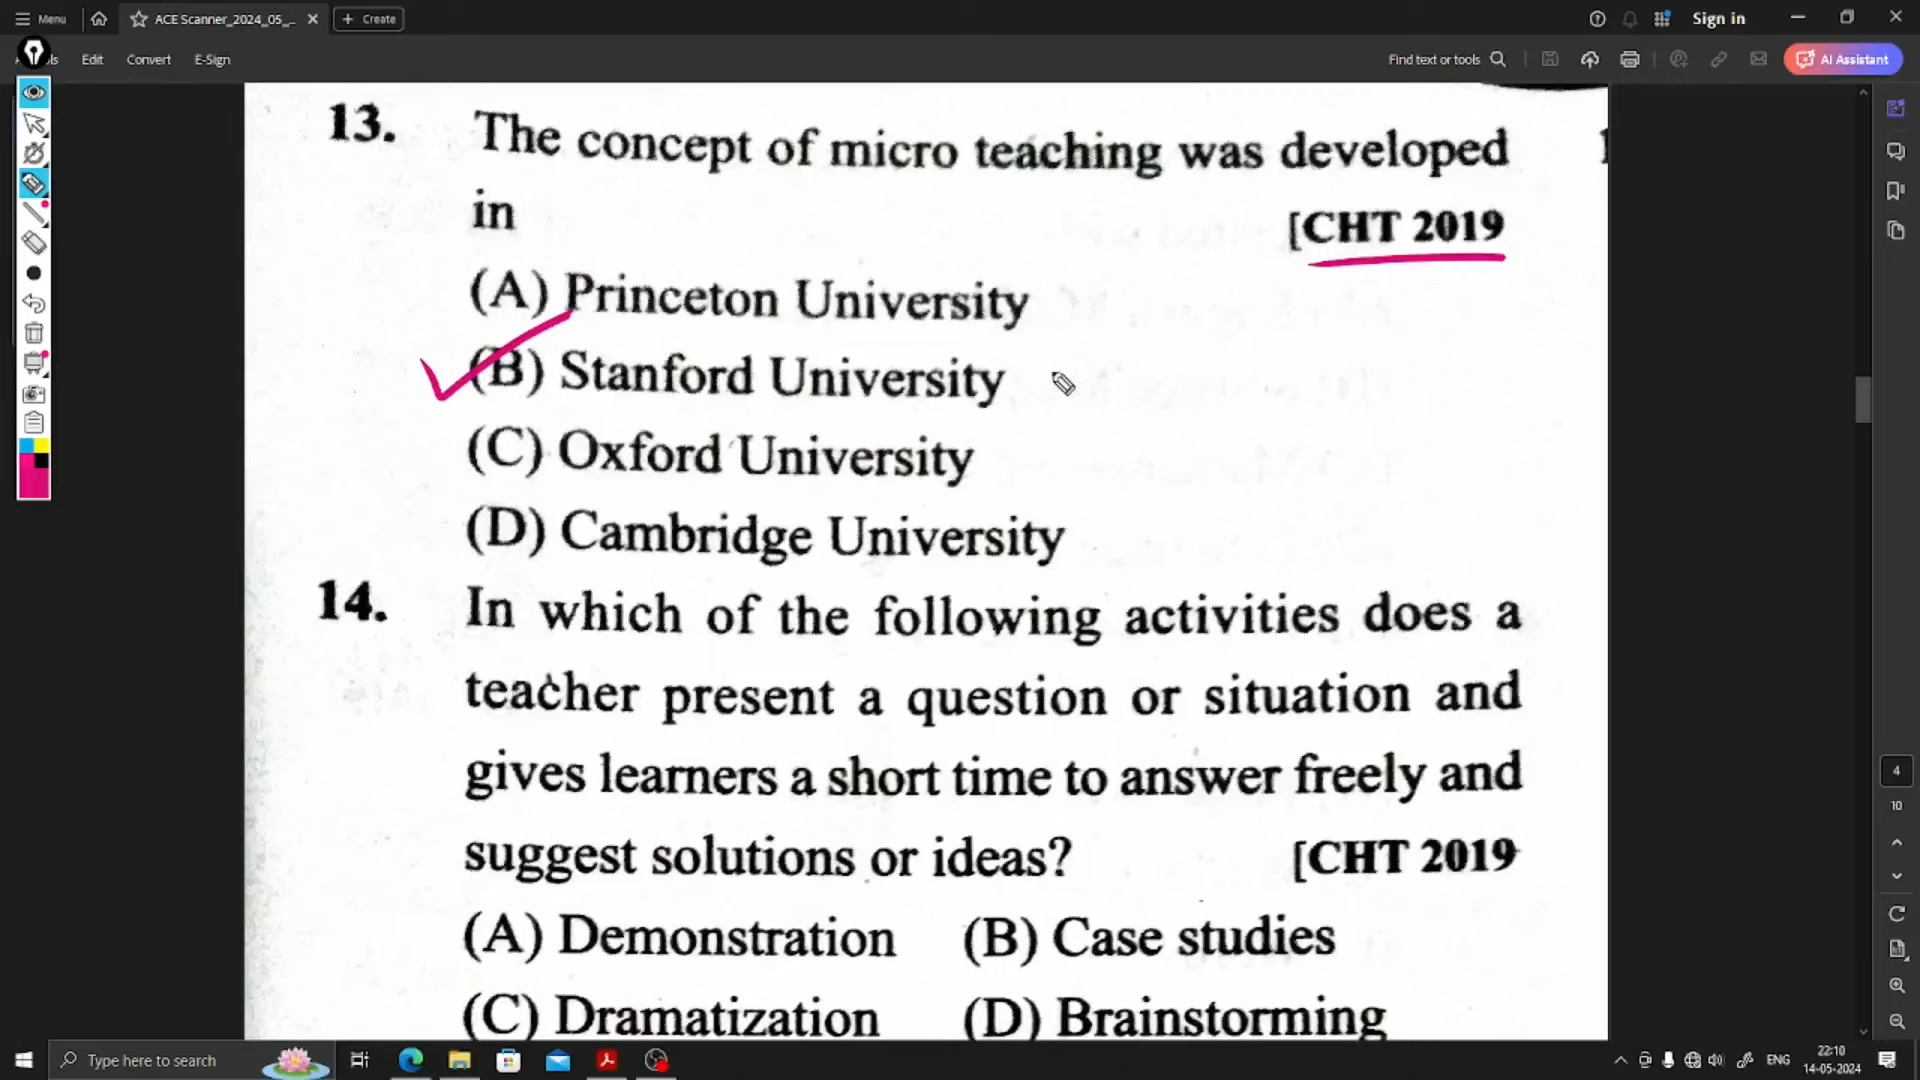 Menu
ACE Scanner_2024_05_...
Create
Sign in
Edit
Convert
E-Sign
Find text or tools
AI Assistant
13. The concept of micro teaching was developed
in [CHT 2019
(A) Princeton University
(B) Stanford University
(C) Oxford University
(D) Cambridge University
14. In which of the following activities does a
teacher present a question or situation and
gives learners a short time to answer freely and
suggest solutions or ideas? [CHT 2019
(A) Demonstration (B) Case studies
(C) Dramatization (D) Brainstorming
4
10
Type here to search
ENG
22:10
14-05-2024